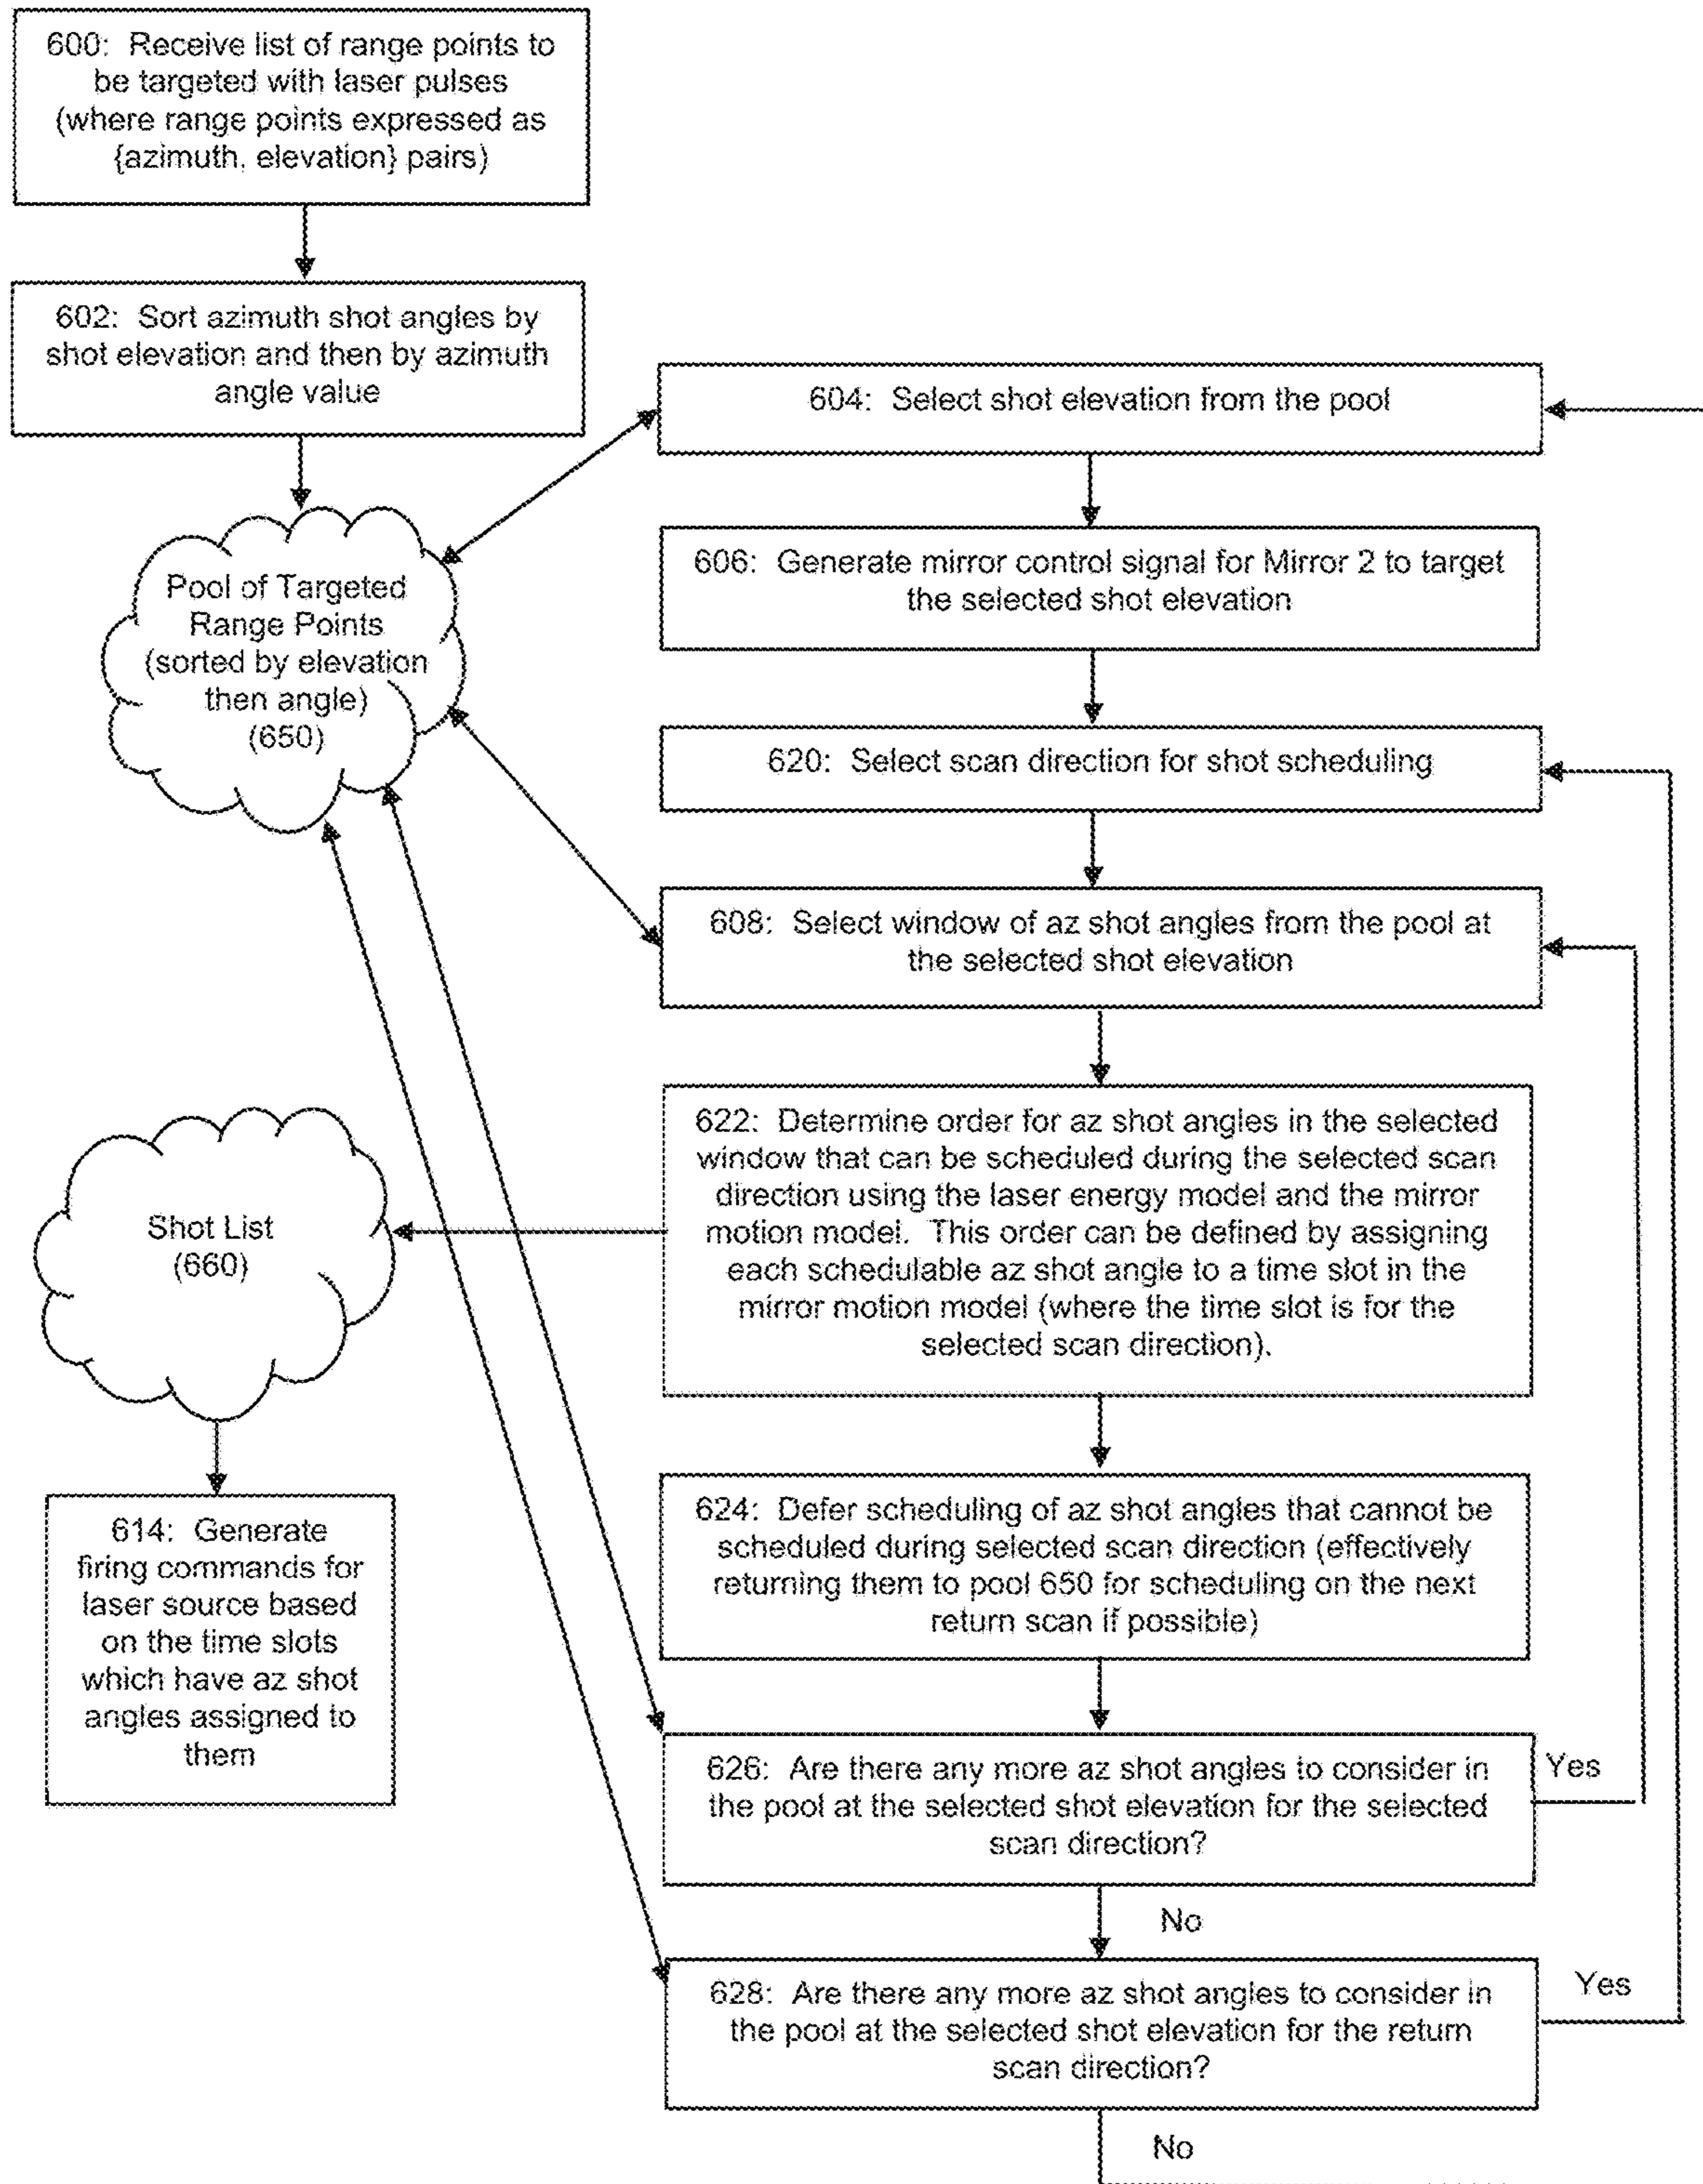 600: Receive list of range points to
be targeted with laser pulses
(where range points expressed as
{azimuth, elevation} pairs)
602: Sort azimuth shot angles by
shot elevation and then by azimuth
angle value
Pool of Targeted
Range Points
(sorted by elevation
then angle)
(650)
604: Select shot elevation from the pool
606: Generate mirror control signal for Mirror 2 to target
the selected shot elevation
620: Select scan direction for shot scheduling
608: Select window of az shot angles from the pool at
the selected shot elevation
622: Determine order for az shot angles in the selected
window that can be scheduled during the selected scan
direction using the laser energy model and the mirror
motion model. This order can be defined by assigning
each schedulable az shot angle to a time slot in the
mirror motion model (where the time slot is for the
selected scan direction).
Shot List
(660)
614: Generate
firing commands for
laser source based
on the time slots
which have az shot
angles assigned to
them
624: Defer scheduling of az shot angles that cannot be
scheduled during selected scan direction (effectively
returning them to pool 650 for scheduling on the next
return scan if possible)
626: Are there any more az shot angles to consider in
the pool at the selected shot elevation for the selected
scan direction?
Yes
No
628: Are there any more az shot angles to consider in
the pool at the selected shot elevation for the return
scan direction?
Yes
No